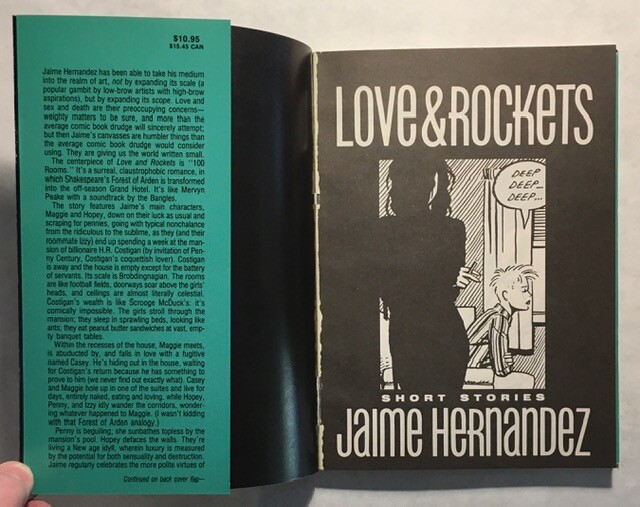 $10.95
$15.45 CAN
Jaime Hernandez has been able to take his medium
into the realm of art, not by expanding its scale (a
popular gambit by low-brow artists with high-brow
aspirations), but by expanding its scope. Love and
sex and death are their preoccupying concerns—
weighty matters to be sure, and more than the
average comic book drudge will sincerely attempt;
but then Jaime's canvasses are humbler things than
the average comic book drudge would consider
using. They are giving us the world written small.
The centerpiece of Love and Rockets is "100
Rooms." It's a surreal, claustrophobic romance, in
which Shakespeare's Forest of Arden is transformed
into the off-season Grand Hotel. It's like Mervyn
Peake with a soundtrack by the Bangles.
The story features Jaime's main characters,
Maggie and Hopey, down on their luck as usual and
scraping for pennies, going with typical nonchalance
from the ridiculous to the sublime, as they (and their
roommate Izzy) end up spending a week at the man-
sion of billionaire H.R. Costigan (by invitation of Pen-
ny Century, Costigan's coquettish lover). Costigan
is away and the house is empty except for the battery
of servants. Its scale is Brobdingnagian. The rooms
are like football fields, doorways soar above the girls'
heads, and ceilings are almost literally celestial.
Costigan's wealth is like Scrooge McDuck's: it's
comically impossible. The girls stroll through the
mansion; they sleep in sprawling beds, looking like
ants; they eat peanut butter sandwiches at vast, emp-
ty banquet tables.
Within the recesses of the house, Maggie meets,
is abuducted by, and falls in love with a fugitive
named Casey. He's hiding out in the house, waiting
for Costigan's return because he has something to
prove to him (we never find out exactly what). Casey
and Maggie hole up in one of the suites and live for
days, entirely naked, eating and loving, while Hopey,
Penny, and Izzy idly wander the corridors, wonder-
ing whatever happened to Maggie. (I wasn't kidding
with that Forest of Arden analogy.)
Penny is beguiling; she sunbathes topless by the
mansion's pool. Hopey defaces the walls. They're
living a New age idyll, wherein luxury is measured
by the potential for both sensuality and destruction.
Jaime regularly celebrates the more polite virtues of
Continued on back cover flap—
LOVE & ROCKETS
DEEP
DEEP...
DEEP...
SHORT STORIES
JAIME HERNANDEZ